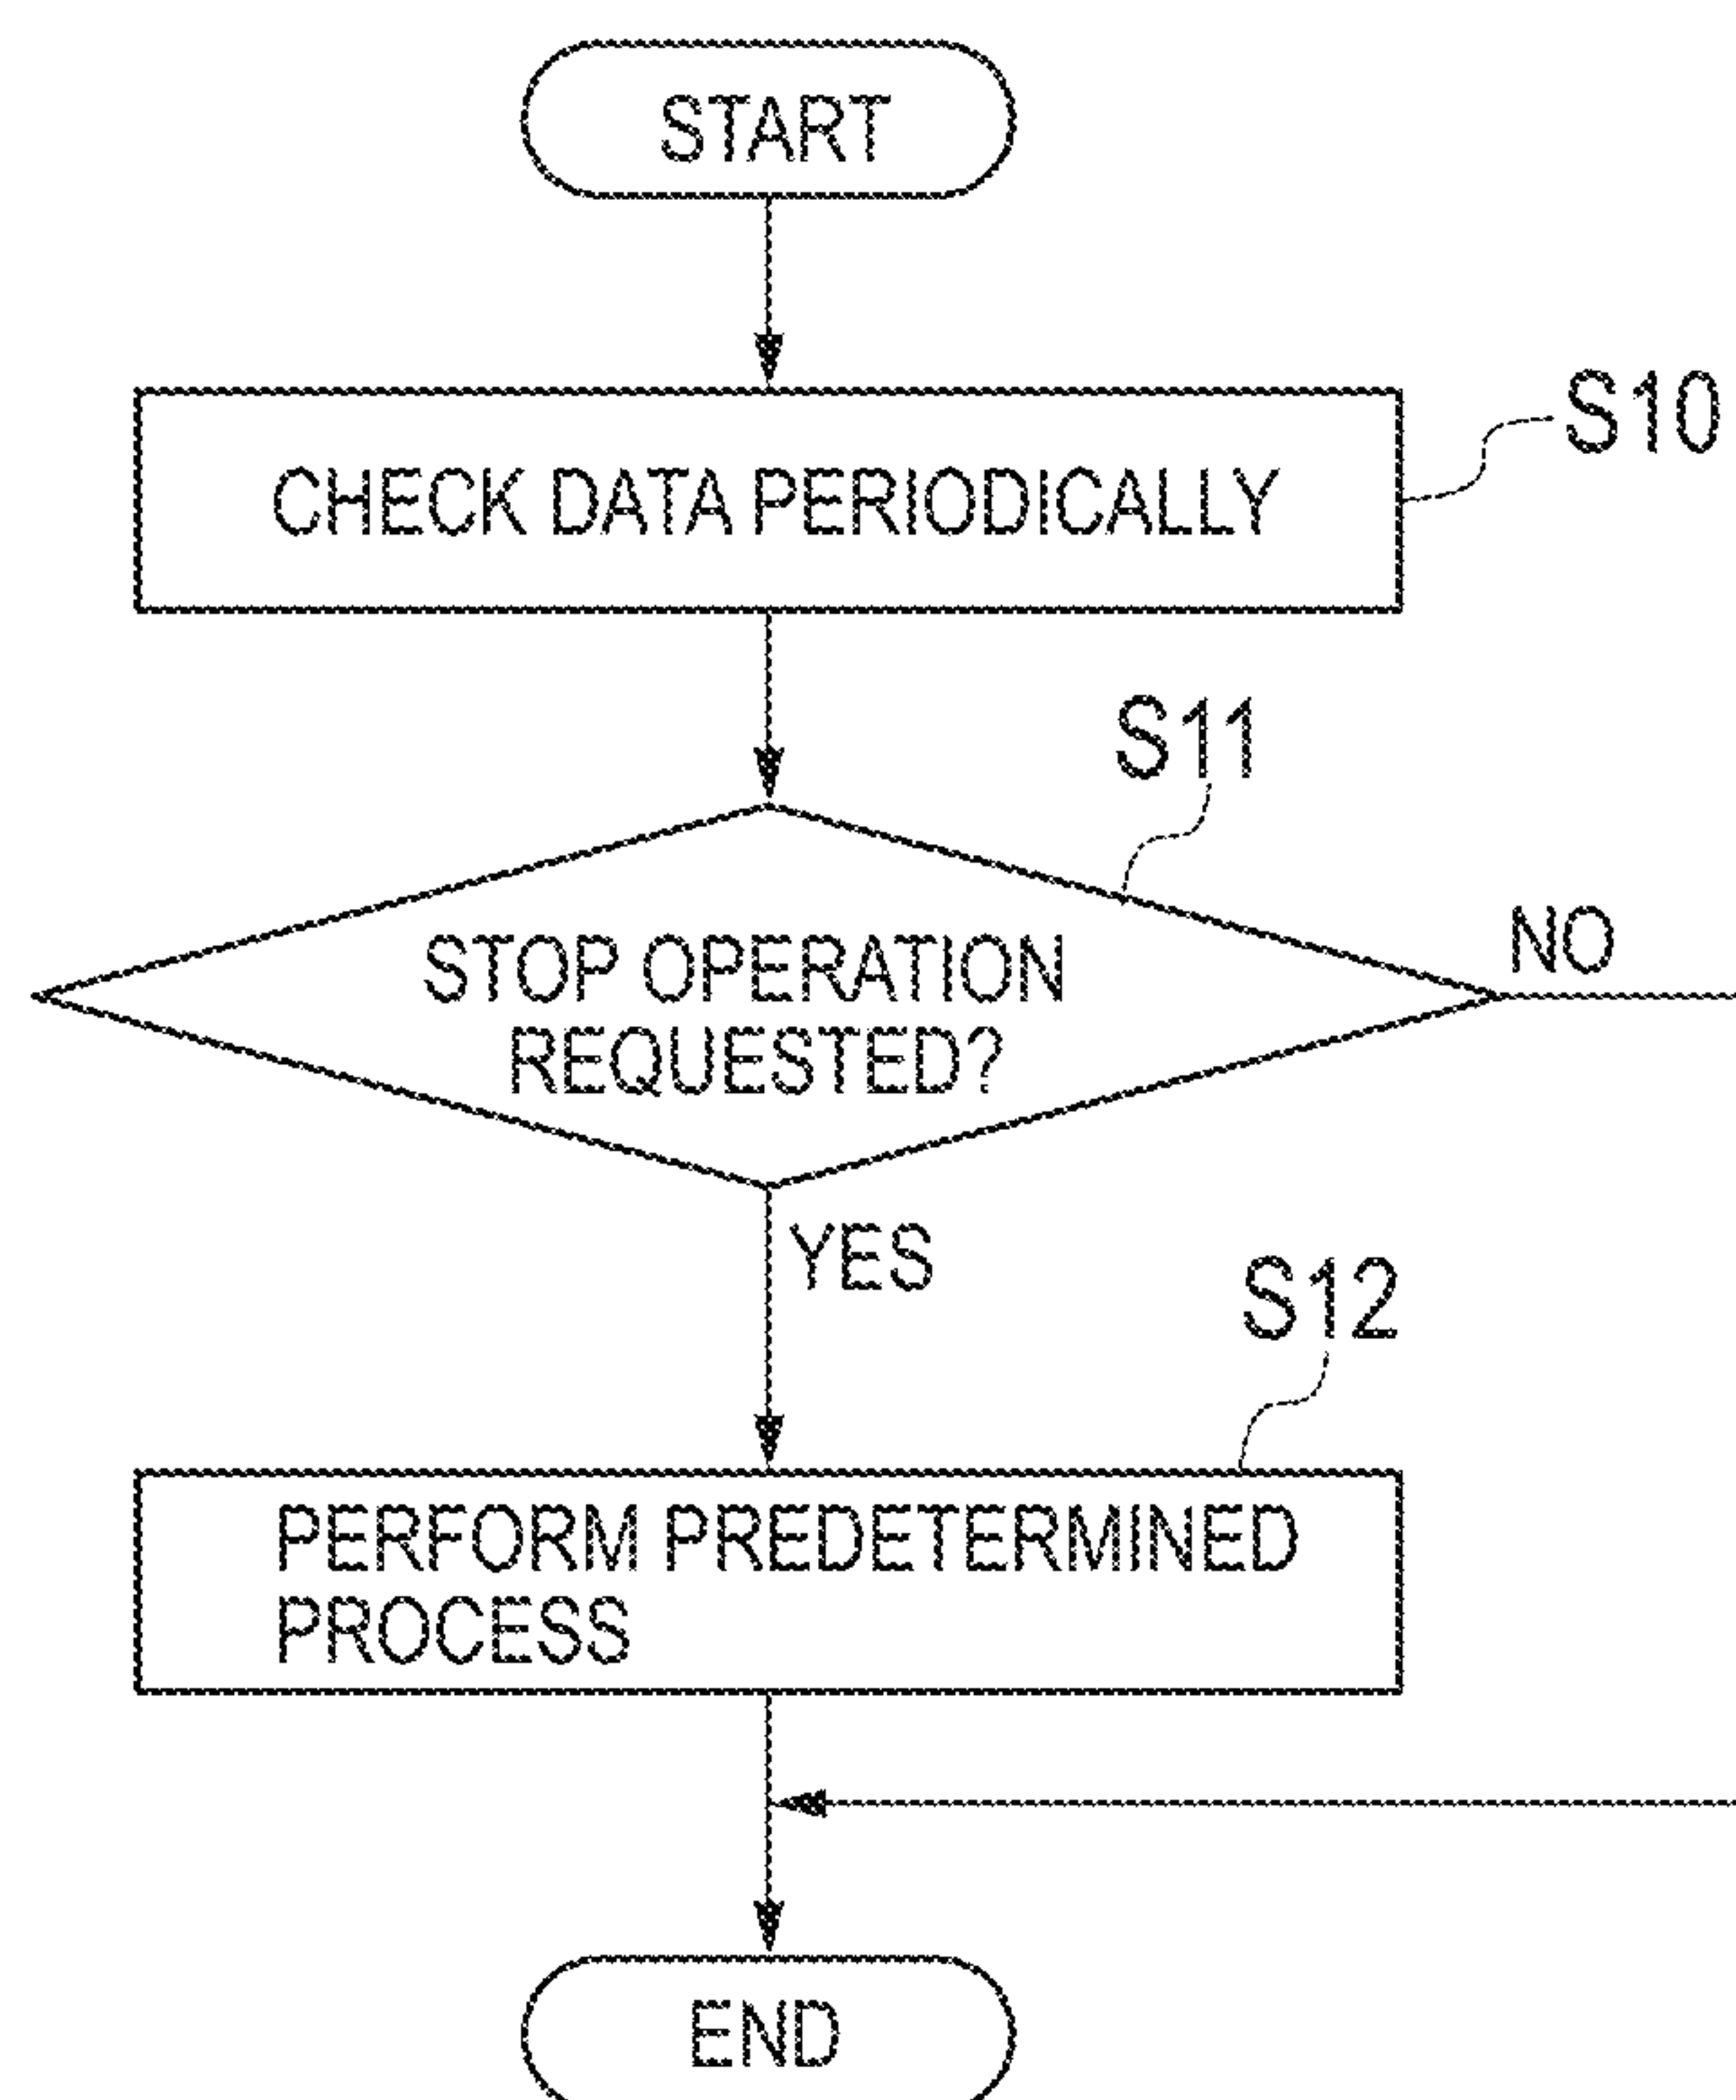 START
CHECK DATA PERIODICALLY
S10
S11
STOP OPERATION
REQUESTED?
NO
YES
S12
PERFORM PREDETERMINED
PROCESS
END